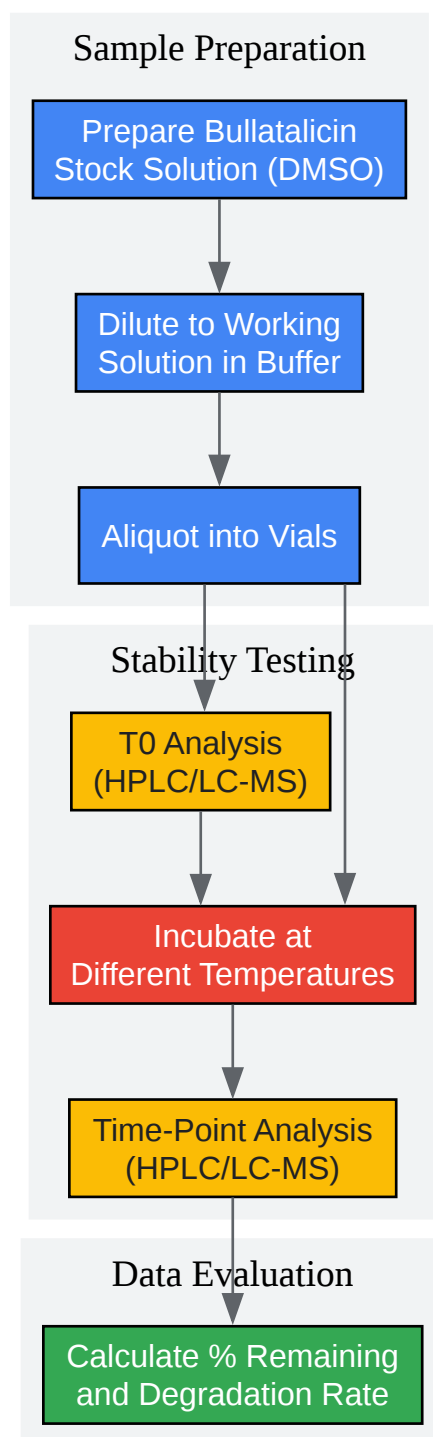 Sample Preparation
Prepare Bullatalicin
Stock Solution (DMSO)
Dilute to Working
Solution in Buffer
Aliquot into Vials
Stability Testing
T0 Analysis
(HPLC/LC-MS)
Incubate at
Different Temperatures
Time-Point Analysis
(HPLC/LC-MS)
Data Evaluation
Calculate % Remaining
and Degradation Rate